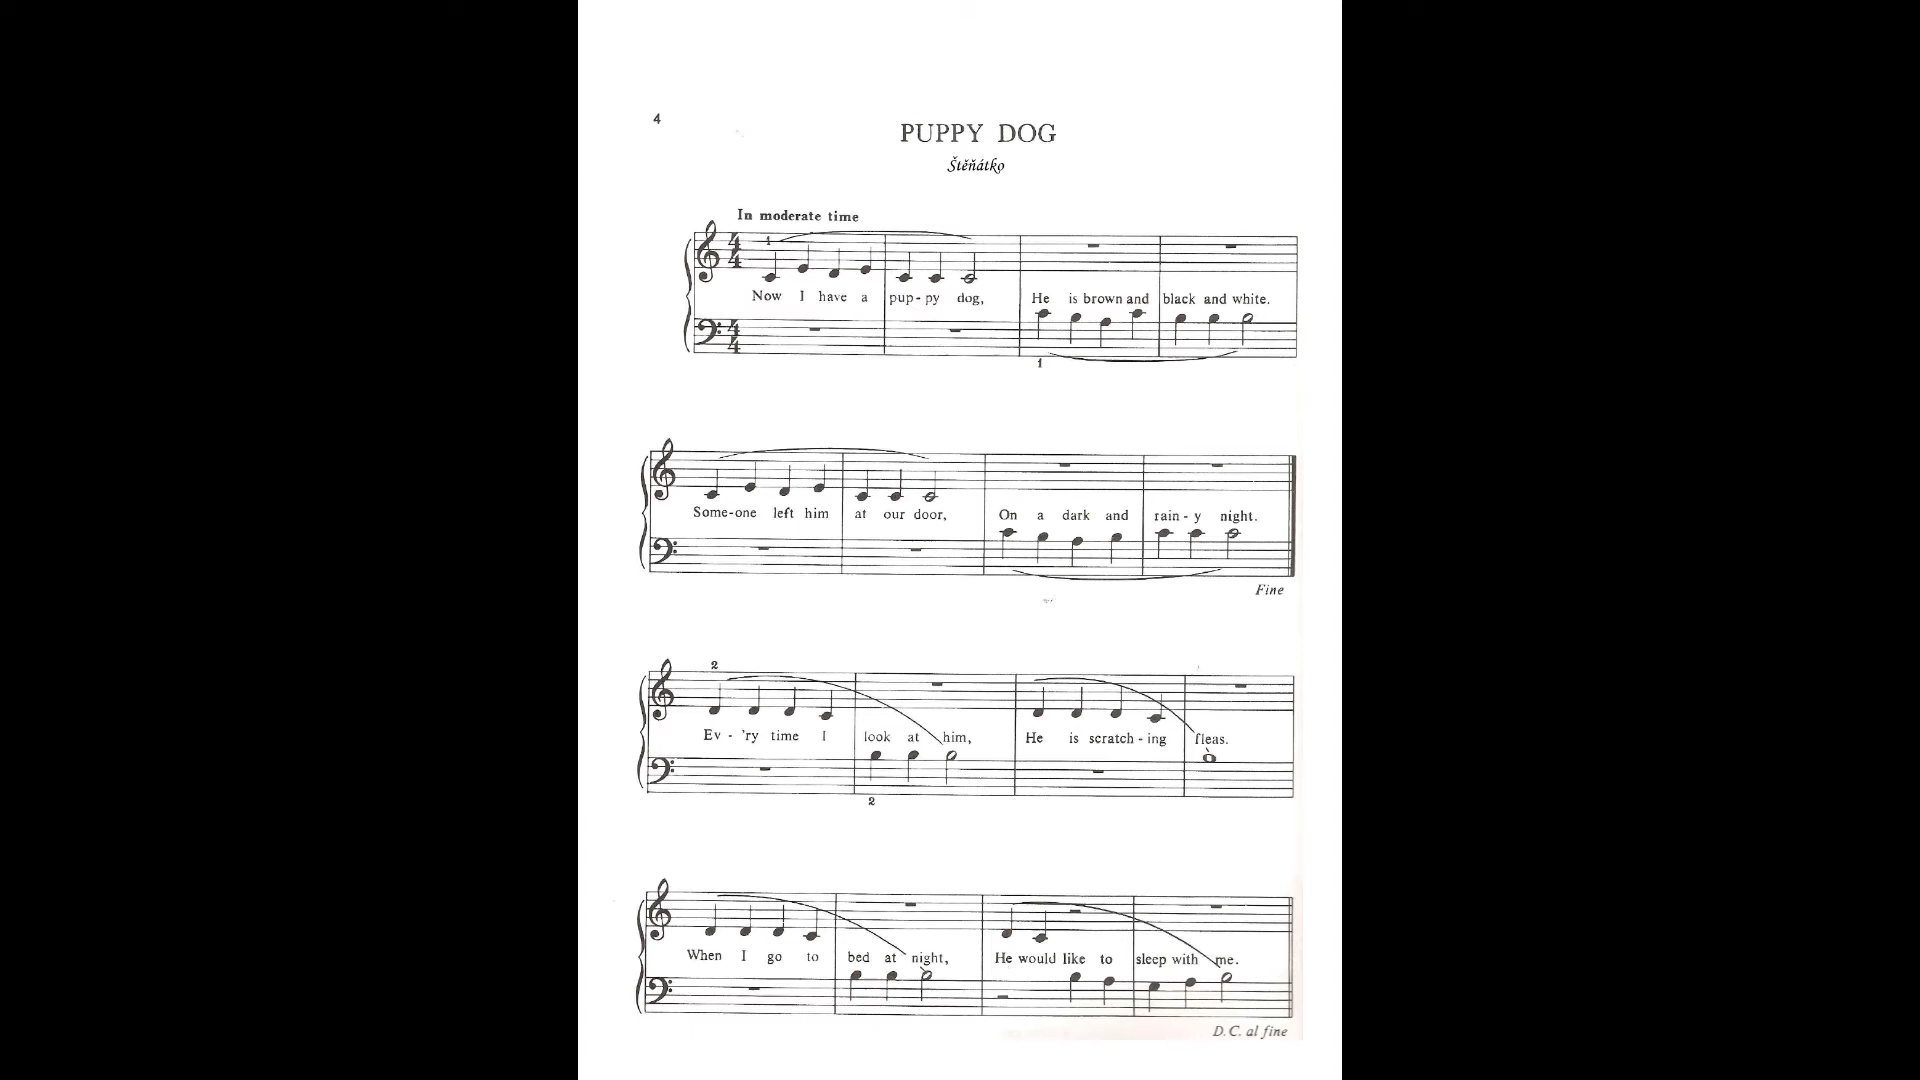 4
PUPPY DOG
Štěňátko
In moderate time
1
Now I have a pup-py dog, He is brown and black and white.
1
Some-one left him at our door, On a dark and rain-y night.
Fine
2
Ev-'ry time I look at him, He is scratch-ing fleas.
2
When I go to bed at night, He would like to sleep with me.
D.C. al fine